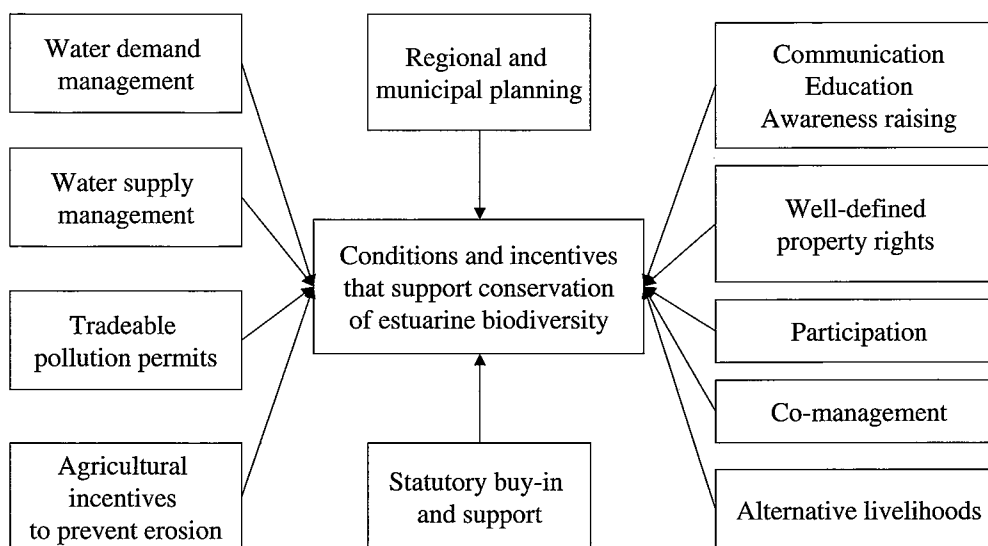 Water demand
management
Water supply
management
Tradeable
pollution permits
Agricultural
incentives
to prevent erosion
Regional and
municipal planning
Conditions and incentives
that support conservation
of estuarine biodiversity
Statutory buy-in
and support
Communication
Education
Awareness raising
Well-defined
property rights
Participation
Co-management
Alternative livelihoods